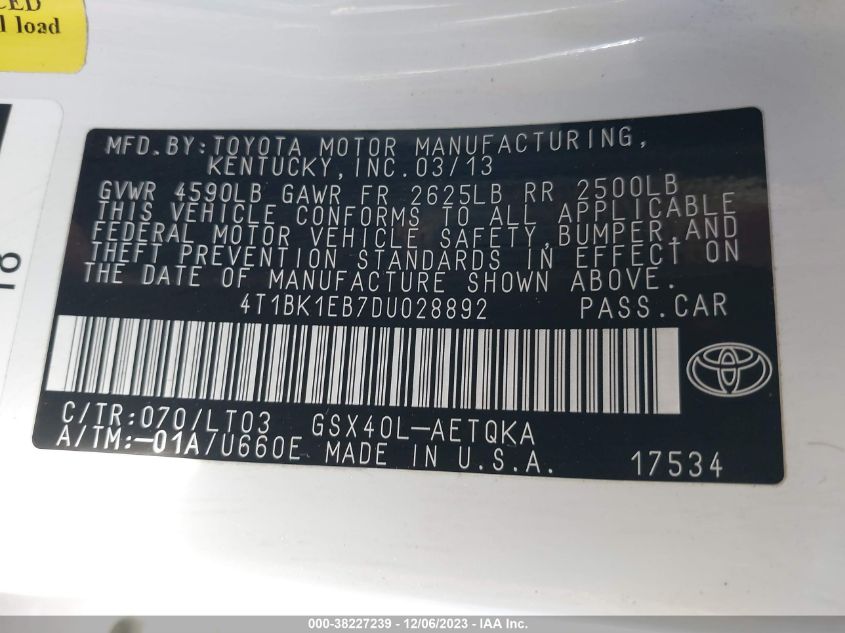 CED
l load
18
MFD.BY:TOYOTA MOTOR MANUFACTURING,
KENTUCKY,INC.03/13
GVWR 4590LB GAWR FR 2625LB RR 2500LB
THIS VEHICLE CONFORMS TO ALL APPLICABLE
FEDERAL MOTOR VEHICLE SAFETY,BUMPER,AND
THEFT PREVENTION STANDARDS IN EFFECT ON
THE DATE OF MANUFACTURE SHOWN ABOVE.
4T1BK1EB7DU028892 PASS.CAR
C/TR:070/LT03 GSX40L-AETQKA
A/TM:-01A/U660E MADE IN U.S.A. 17534
000-38227239 - 12/06/2023 - IAA Inc.